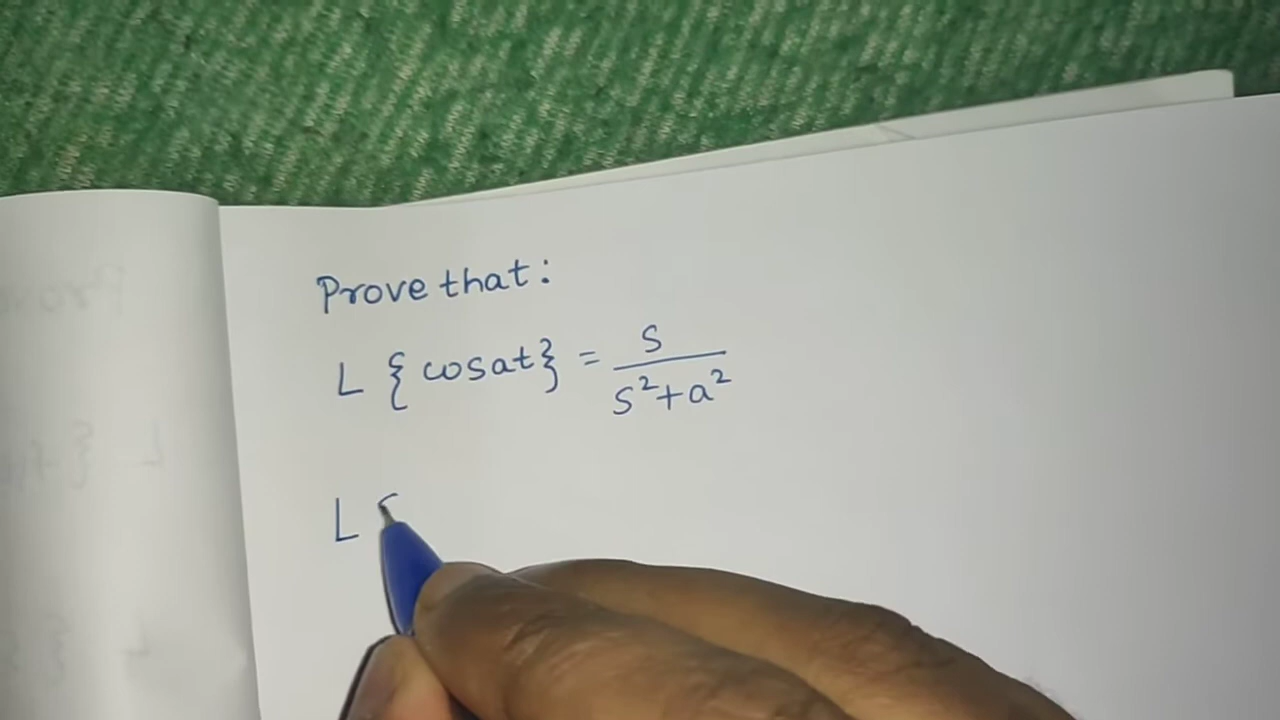 Prove that:
L { cosat} = s / s²+a²
L